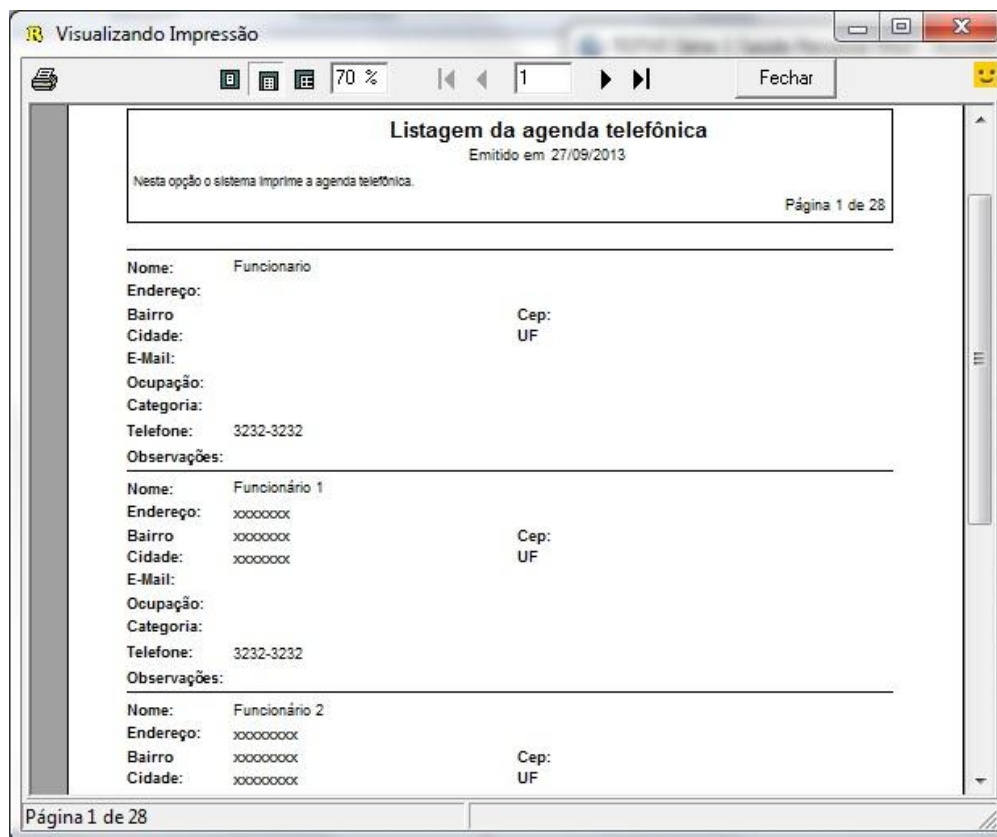 Visualizando Impressão
70 %
1
Fechar
Listagem da agenda telefônica
Emitido em 27/09/2013
Nesta opção o sistema imprime a agenda telefônica.
Página 1 de 28
Nome: Funcionario
Endereço:
Bairro Cep:
Cidade: UF
E-Mail:
Ocupação:
Categoria:
Telefone: 3232-3232
Observações:
Nome: Funcionário 1
Endereço: xxxxxxx
Bairro xxxxxxx Cep:
Cidade: xxxxxxx UF
E-Mail:
Ocupação:
Categoria:
Telefone: 3232-3232
Observações:
Nome: Funcionário 2
Endereço: xxxxxxxx
Bairro xxxxxxxx Cep:
Cidade: xxxxxxxx UF
Página 1 de 28